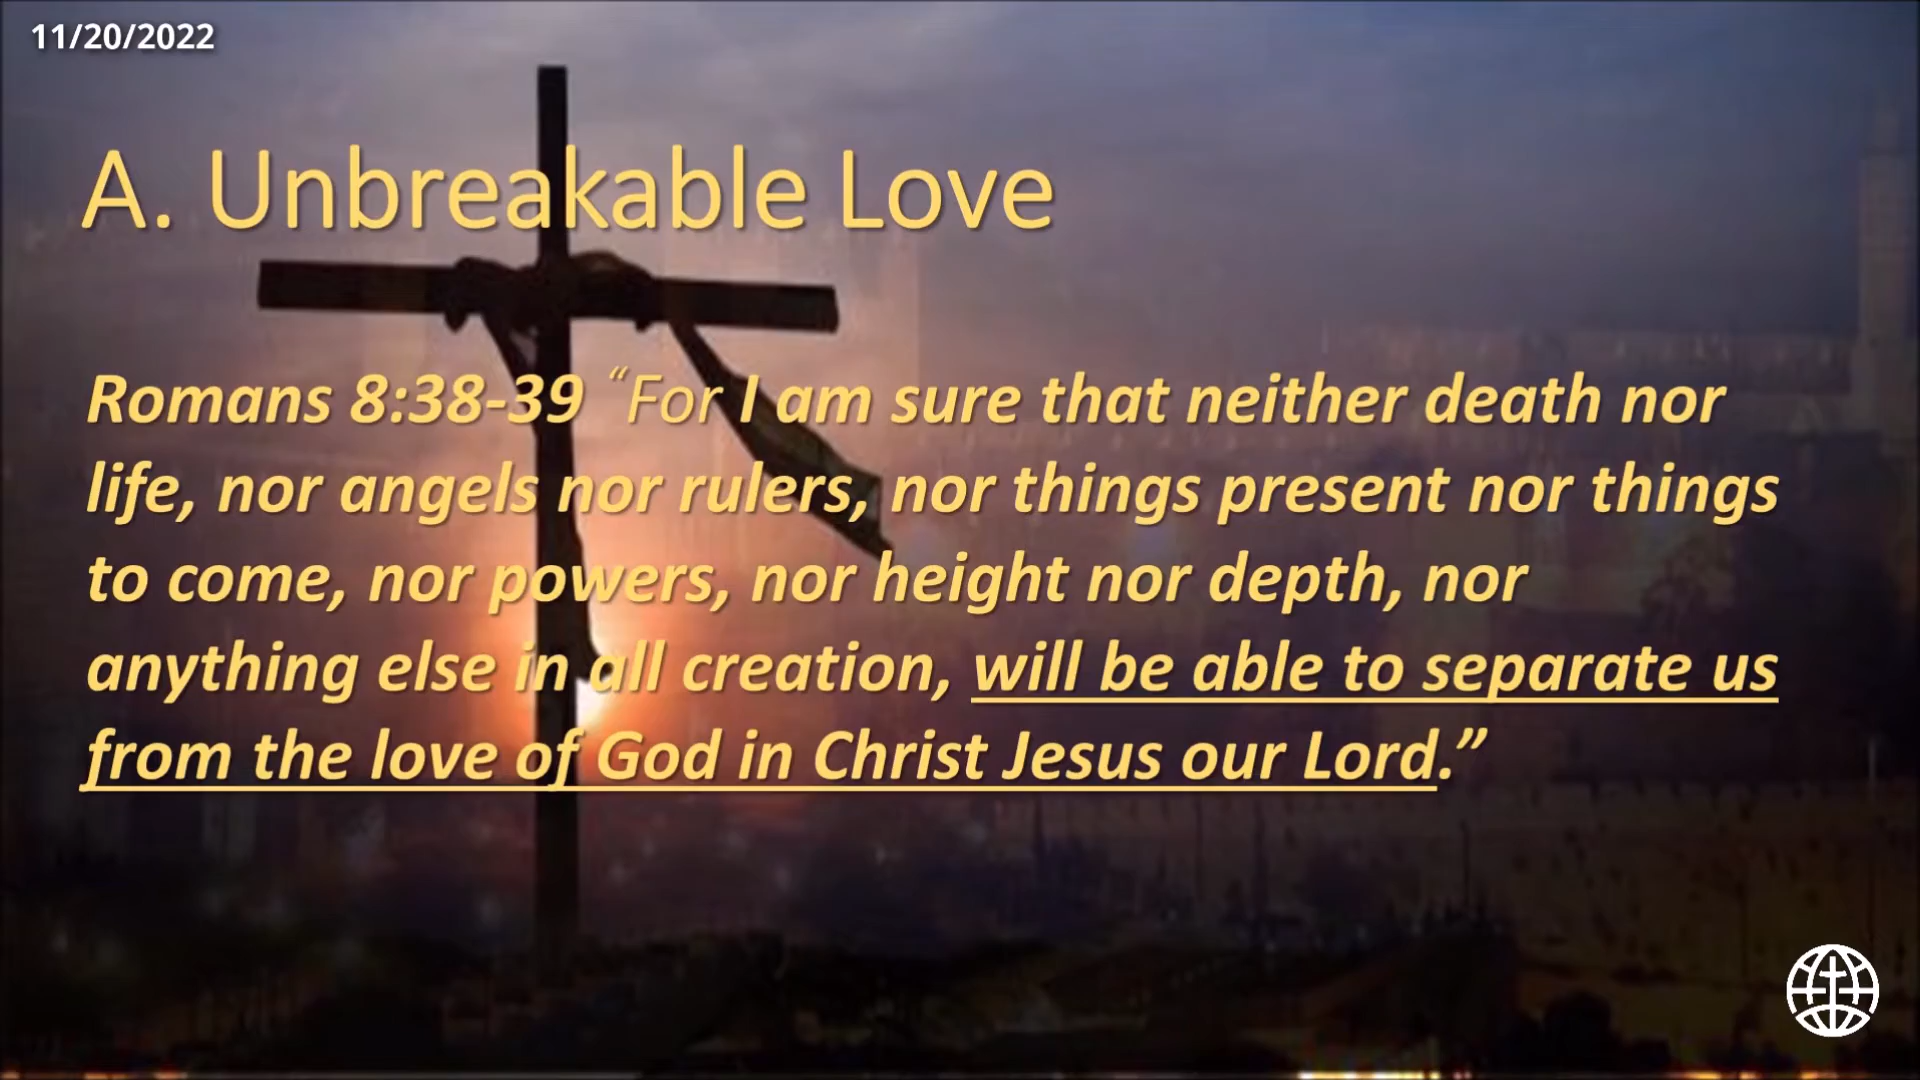 11/20/2022
A. Unbreakable Love
Romans 8:38-39 “For I am sure that neither death nor
life, nor angels nor rulers, nor things present nor things
to come, nor powers, nor height nor depth, nor
anything else in all creation, will be able to separate us
from the love of God in Christ Jesus our Lord.”